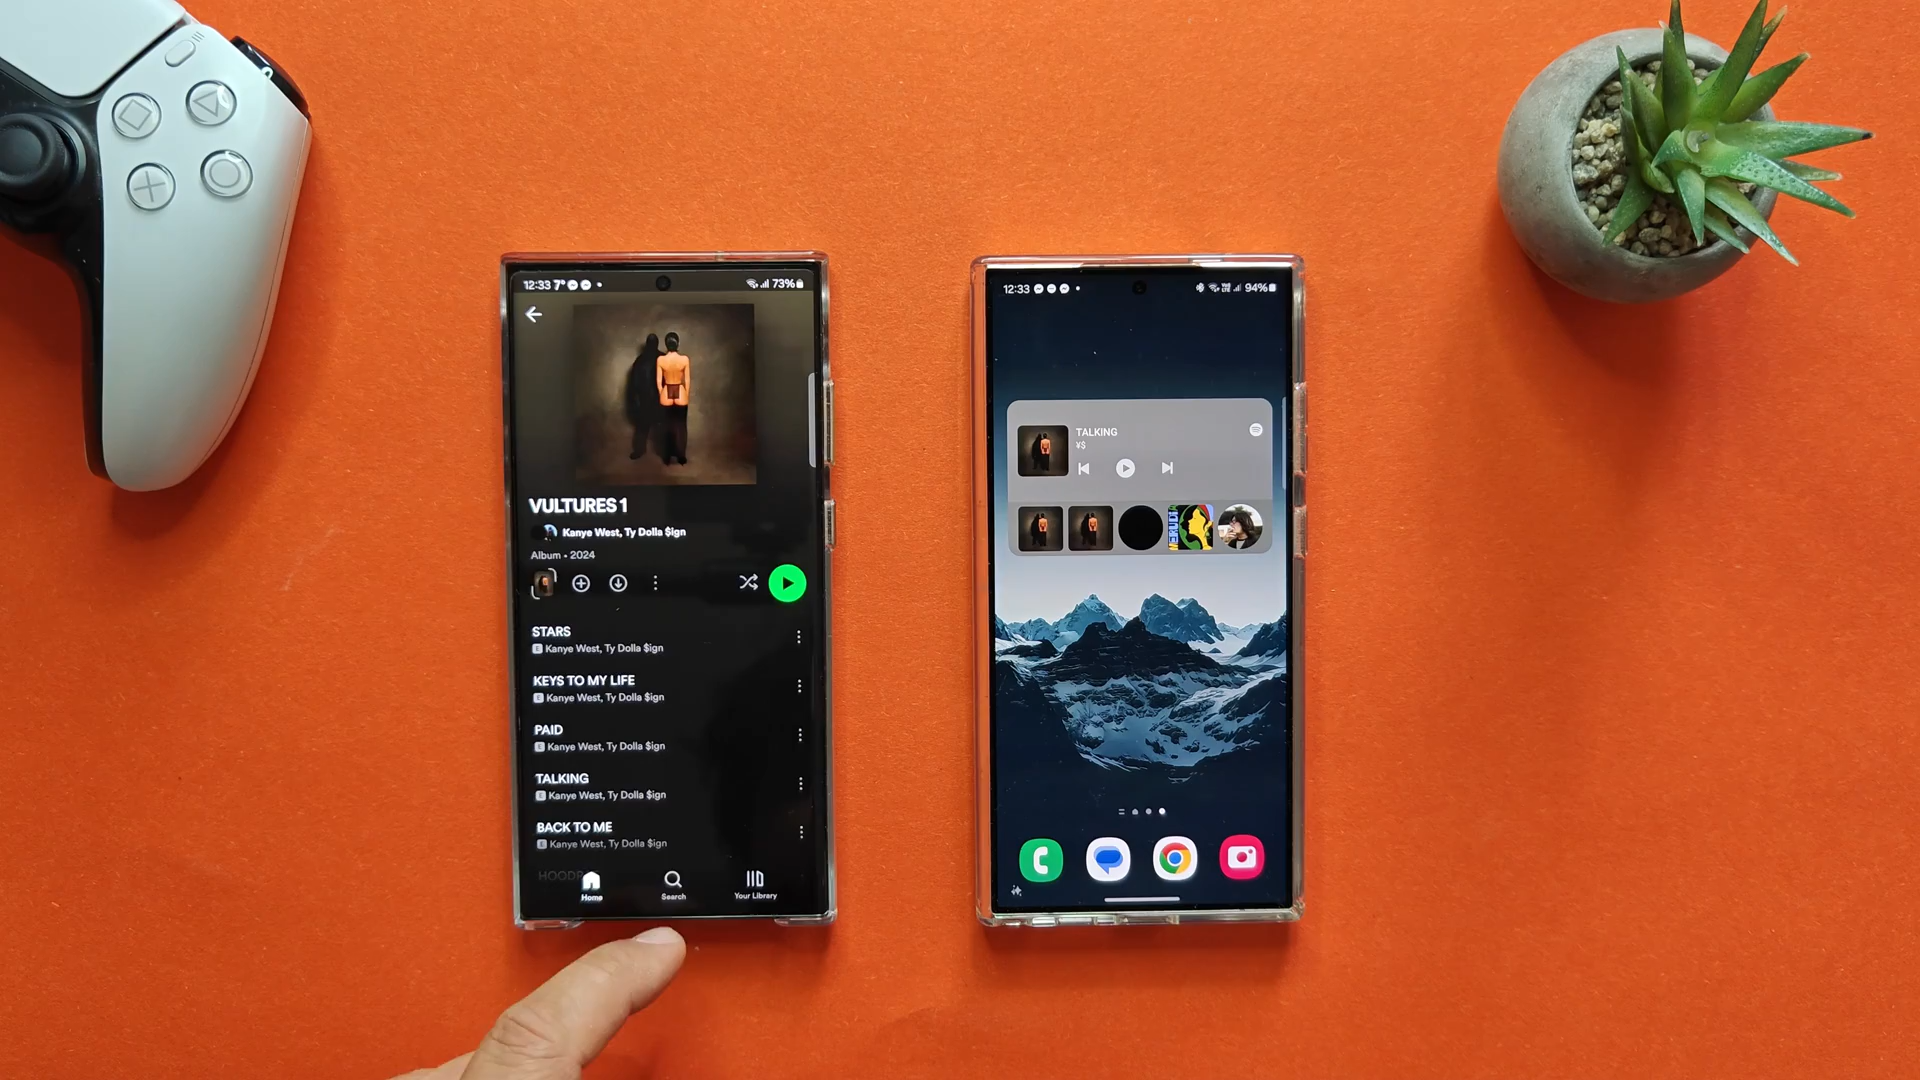 12:33 7°
73%
VULTURES 1
Kanye West, Ty Dolla $ign
Album • 2024
STARS
E Kanye West, Ty Dolla $ign
KEYS TO MY LIFE
E Kanye West, Ty Dolla $ign
PAID
E Kanye West, Ty Dolla $ign
TALKING
E Kanye West, Ty Dolla $ign
BACK TO ME
E Kanye West, Ty Dolla $ign
Home
Search
Your Library
12:33
94%
TALKING
¥$